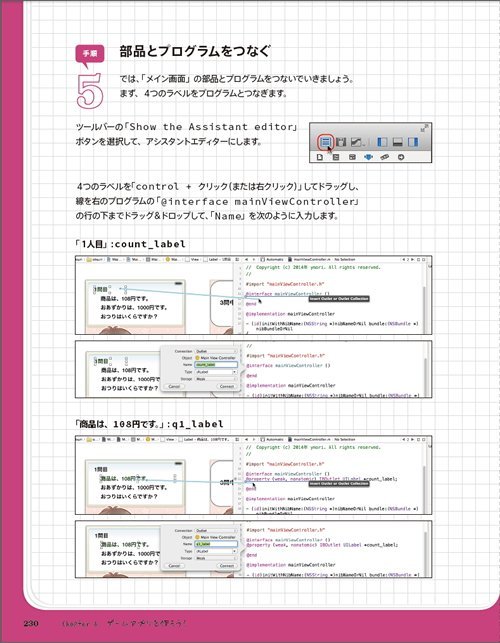 手順
5
部品とプログラムをつなぐ
では、「メイン画面」の部品とプログラムをつないでいきましょう。
まず、4つのラベルをプログラムとつなぎます。
ツールバーの「Show the Assistant editor」
ボタンを選択して、アシスタントエディターにします。
4つのラベルを「control + クリック(または右クリック)」してドラッグし、
線を右のプログラムの「@interface mainViewController」
の行の下までドラッグ&ドロップして、「Name」を次のように入力します。
「1人目」:count_label
1問目
商品は、108円です。
おあずかりは、1000円です。
おつりはいくらですか?
3問
// Copyright (c) 2014年 ymori. All rights reserved.
//
#import "mainViewController.h"
@interface mainViewController ()
Insert Outlet or Outlet Collection
@end
@implementation mainViewController
- (id)initWithNibName:(NSString *)nibNameOrNil bundle:(NSBundle *)
nibBundleOrNil
1問目
商品は、108円
おあずかりは、1000
おつりはいくらです
Connection Outlet
Object Main View Controller
Name count_label
Type UILabel
Storage Weak
Cancel
Connect
//
#import "mainViewController.h"
@interface mainViewController ()
@end
@implementation mainViewController
- (id)initWithNibName:(NSString *)nibNameOrNil bundle:(NSBundle *)
「商品は、108円です。」:q1_label
1問目
商品は、108円です。
おあずかりは、1000円です。
おつりはいくらですか?
3問
// Copyright (c) 2014年 ymori. All rights reserved.
//
#import "mainViewController.h"
@interface mainViewController ()
@property (weak, nonatomic) IBOutlet UILabel *count_label;
Insert Outlet or Outlet Collection
@end
@implementation mainViewController
- (id)initWithNibName:(NSString *)nibNameOrNil bundle:(NSBundle *)
nibBundleOrNil
1問目
商品は、108円です
おあずかりは、1000
おつりはいくらです
Connection Outlet
Object Main View Controller
Name q1_label
Type UILabel
Storage Weak
Cancel
Connect
#import "mainViewController.h"
@interface mainViewController ()
@property (weak, nonatomic) IBOutlet UILabel *count_label;
@end
@implementation mainViewController
- (id)initWithNibName:(NSString *)nibNameOrNil bundle:(NSBundle *)
230
Chapter 6 ゲームアプリを作ろう!